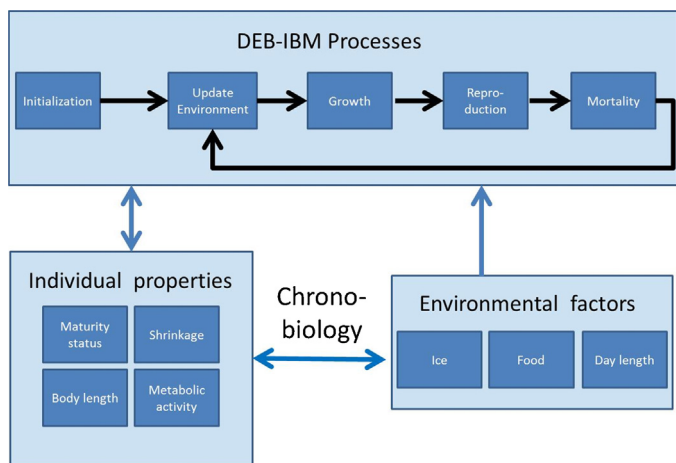 DEB-IBM Processes
Initialization
Update
Environment
Growth
Repro-
duction
Mortality
Individual properties
Maturity
status
Shrinkage
Body length
Metabolic
activity
Chrono-
biology
Environmental factors
Ice
Food
Day length